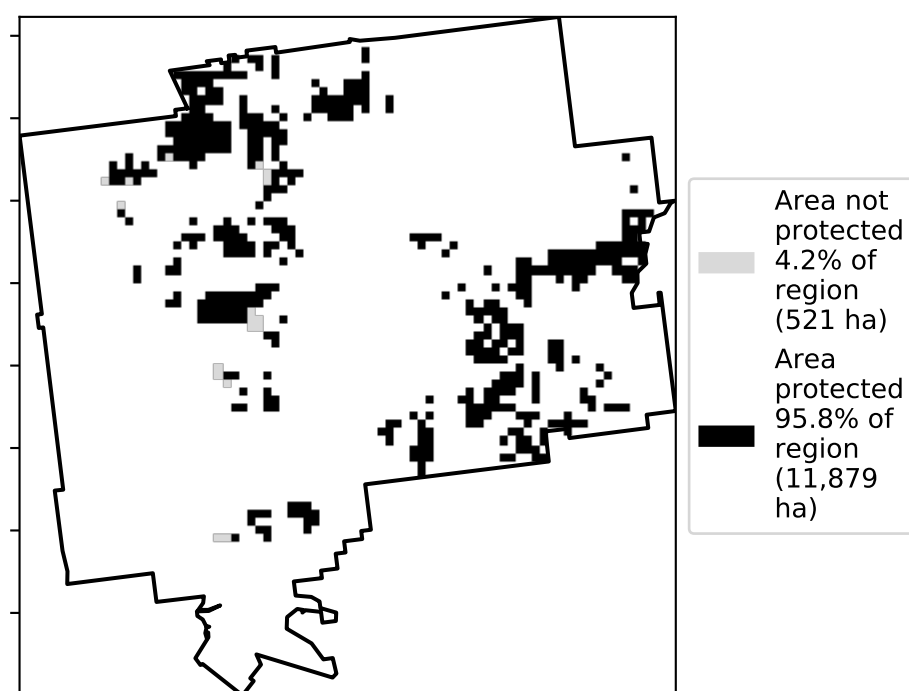 Area not
protected
4.2% of
region
(521 ha)
Area
protected
95.8% of
region
(11,879
ha)